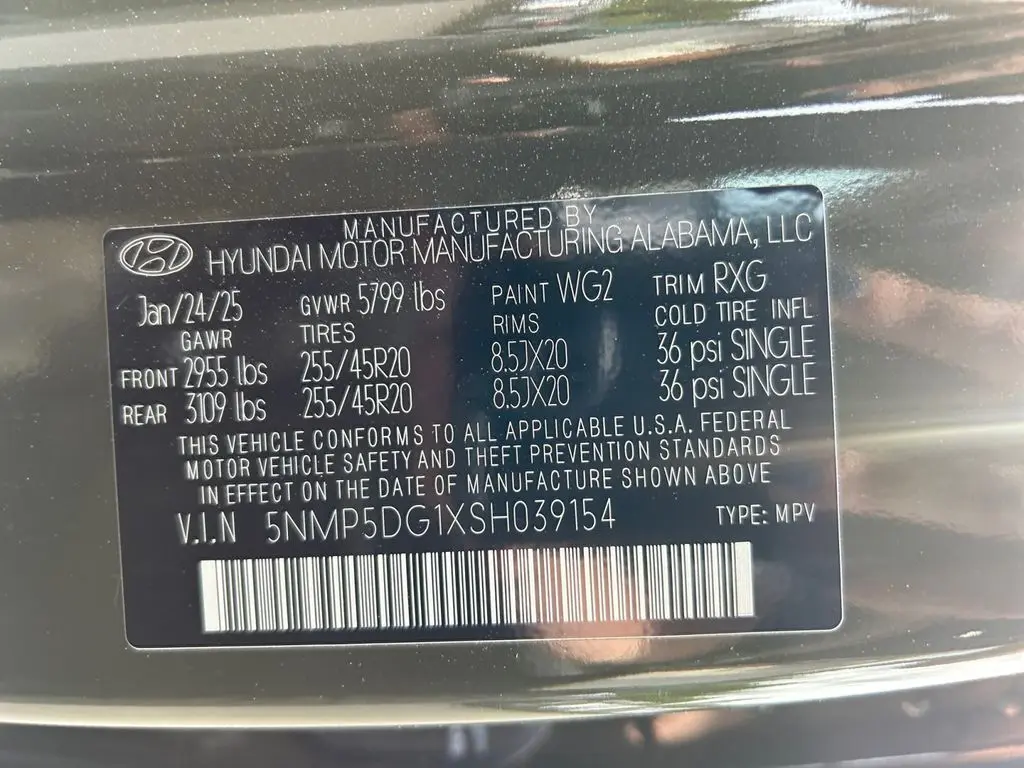 MANUFACTURED BY
HYUNDAI MOTOR MANUFACTURING ALABAMA, LLC
Jan/24/25 GVWR 5799 lbs PAINT WG2 TRIM RXG
GAWR TIRES RIMS COLD TIRE INFL
FRONT 2955 lbs 255/45R20 8.5JX20 36 psi SINGLE
REAR 3109 lbs 255/45R20 8.5JX20 36 psi SINGLE
THIS VEHICLE CONFORMS TO ALL APPLICABLE U.S.A. FEDERAL
MOTOR VEHICLE SAFETY AND THEFT PREVENTION STANDARDS
IN EFFECT ON THE DATE OF MANUFACTURE SHOWN ABOVE
V.I.N 5NMP5DG1XSH039154 TYPE: MPV